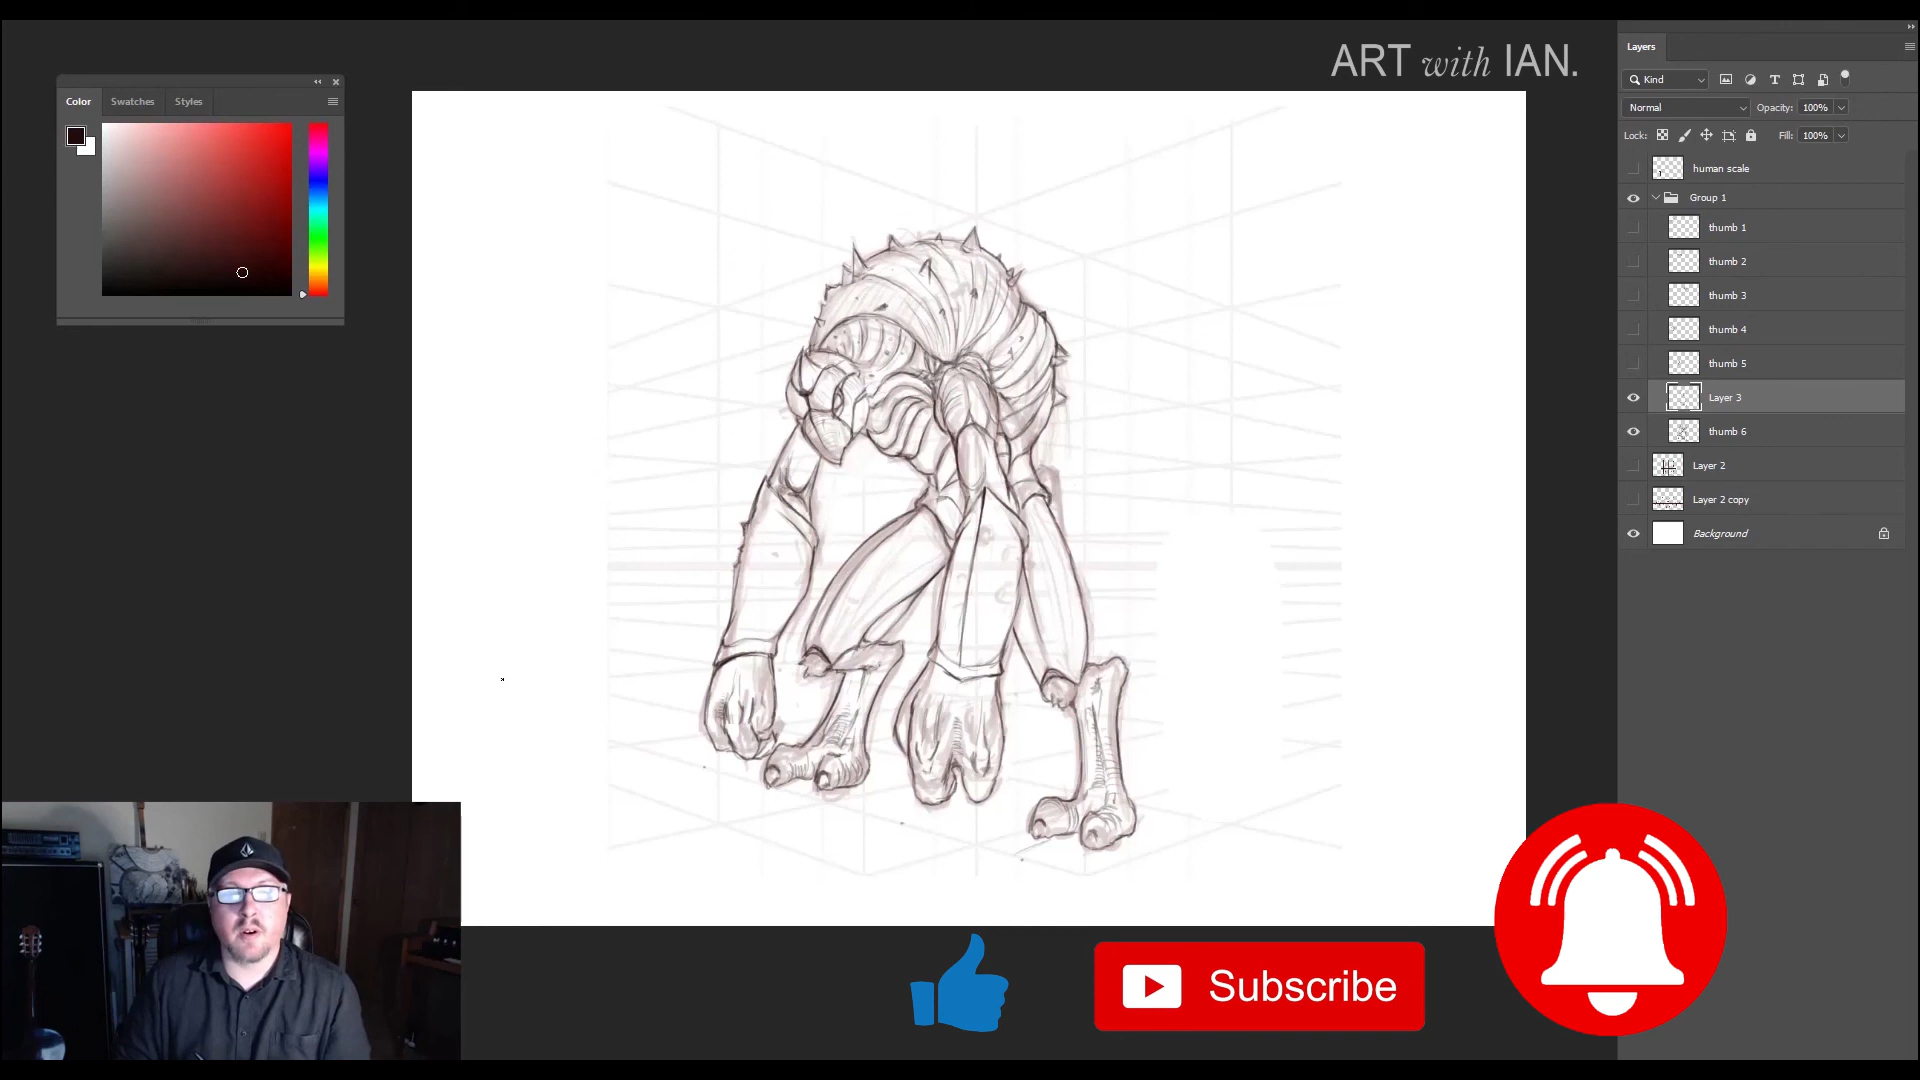 ART with IAN.
Color
Swatches
Styles
Layers
Kind
Normal
Opacity: 100%
Lock:
Fill: 100%
human scale
Group 1
thumb 1
thumb 2
thumb 3
thumb 4
thumb 5
Layer 3
thumb 6
Layer 2
Layer 2 copy
Background
Subscribe